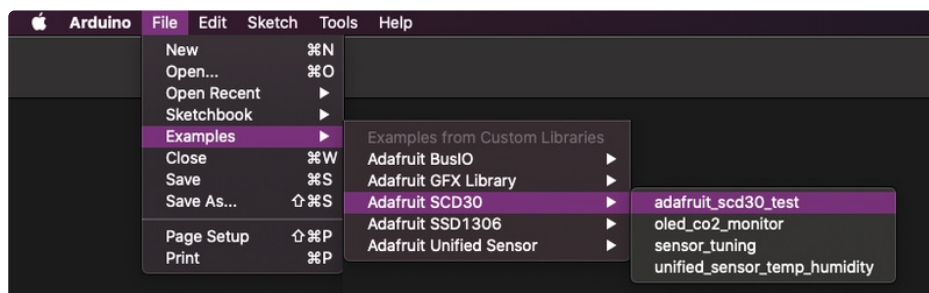 Arduino File Edit Sketch Tools Help
New ⌘N
Open... ⌘O
Open Recent ▶
Sketchbook ▶
Examples ▶
Close ⌘W
Save ⌘S
Save As... ⇧⌘S
Page Setup ⇧⌘P
Print ⌘P
Examples from Custom Libraries
Adafruit BusIO ▶
Adafruit GFX Library ▶
Adafruit SCD30 ▶
Adafruit SSD1306 ▶
Adafruit Unified Sensor ▶
adafruit_scd30_test
oled_co2_monitor
sensor_tuning
unified_sensor_temp_humidity